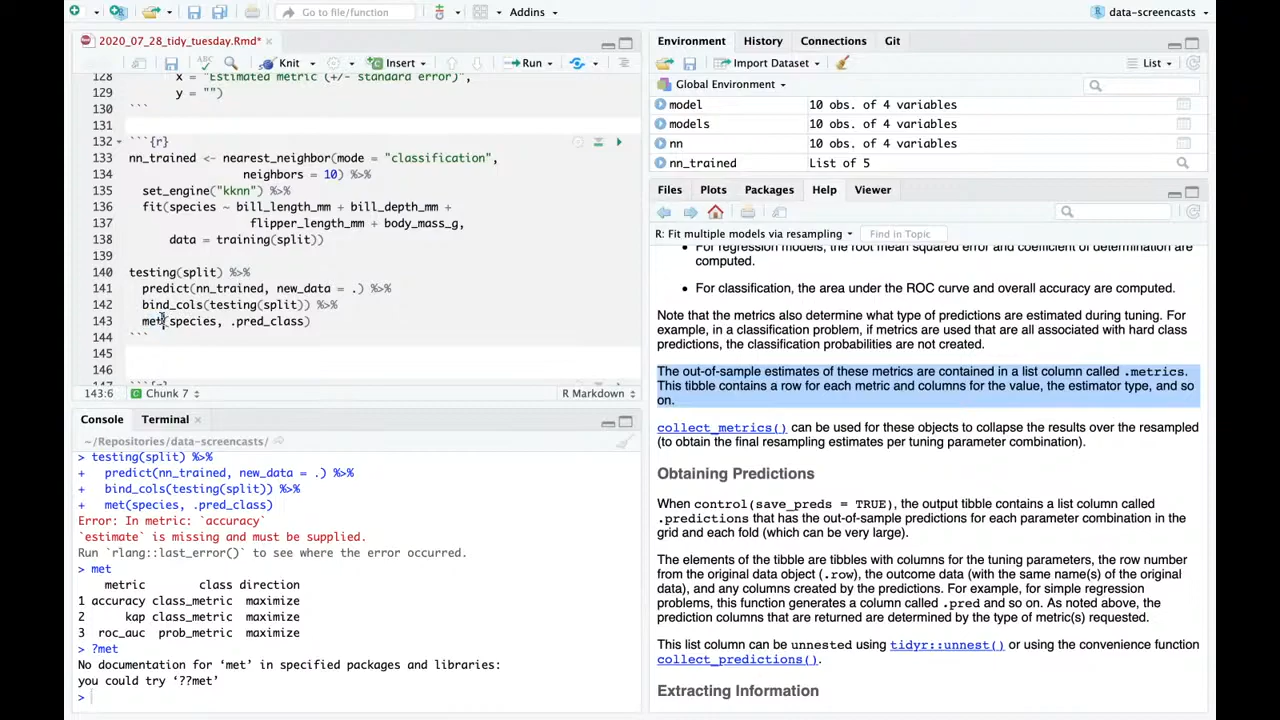 Go to file/function
Addins
data-screencasts
2020_07_28_tidy_tuesday.Rmd*
Knit
Insert
Run
128 x = "Estimated metric (+/- standard error)",
129 y = "")
130 ```
131
132 ```{r}
133 nn_trained <- nearest_neighbor(mode = "classification",
134 neighbors = 10) %>%
135 set_engine("kknn") %>%
136 fit(species ~ bill_length_mm + bill_depth_mm +
137 flipper_length_mm + body_mass_g,
138 data = training(split))
139
140 testing(split) %>%
141 predict(nn_trained, new_data = .) %>%
142 bind_cols(testing(split)) %>%
143 met(species, .pred_class)
144 ```
145
146
147 ```{r}
143:6 Chunk 7 R Markdown
Console Terminal
~/Repositories/data-screencasts/
> testing(split) %>%
+ predict(nn_trained, new_data = .) %>%
+ bind_cols(testing(split)) %>%
+ met(species, .pred_class)
Error: In metric: `accuracy`
`estimate` is missing and must be supplied.
Run `rlang::last_error()` to see where the error occurred.
> met
metric class direction
1 accuracy class_metric maximize
2 kap class_metric maximize
3 roc_auc prob_metric maximize
> ?met
No documentation for ‘met’ in specified packages and libraries:
you could try ‘??met’
>
Environment History Connections Git
Import Dataset List
Global Environment
model 10 obs. of 4 variables
models 10 obs. of 4 variables
nn 10 obs. of 4 variables
nn_trained List of 5
Files Plots Packages Help Viewer
R: Fit multiple models via resampling Find in Topic
• For regression models, the root mean squared error and coefficient of determination are
computed.
• For classification, the area under the ROC curve and overall accuracy are computed.
Note that the metrics also determine what type of predictions are estimated during tuning. For
example, in a classification problem, if metrics are used that are all associated with hard class
predictions, the classification probabilities are not created.
The out-of-sample estimates of these metrics are contained in a list column called .metrics.
This tibble contains a row for each metric and columns for the value, the estimator type, and so
on.
collect_metrics() can be used for these objects to collapse the results over the resampled
(to obtain the final resampling estimates per tuning parameter combination).
Obtaining Predictions
When control(save_preds = TRUE), the output tibble contains a list column called
.predictions that has the out-of-sample predictions for each parameter combination in the
grid and each fold (which can be very large).
The elements of the tibble are tibbles with columns for the tuning parameters, the row number
from the original data object (.row), the outcome data (with the same name(s) of the original
data), and any columns created by the predictions. For example, for simple regression
problems, this function generates a column called .pred and so on. As noted above, the
prediction columns that are returned are determined by the type of metric(s) requested.
This list column can be unnested using tidyr::unnest() or using the convenience function
collect_predictions().
Extracting Information